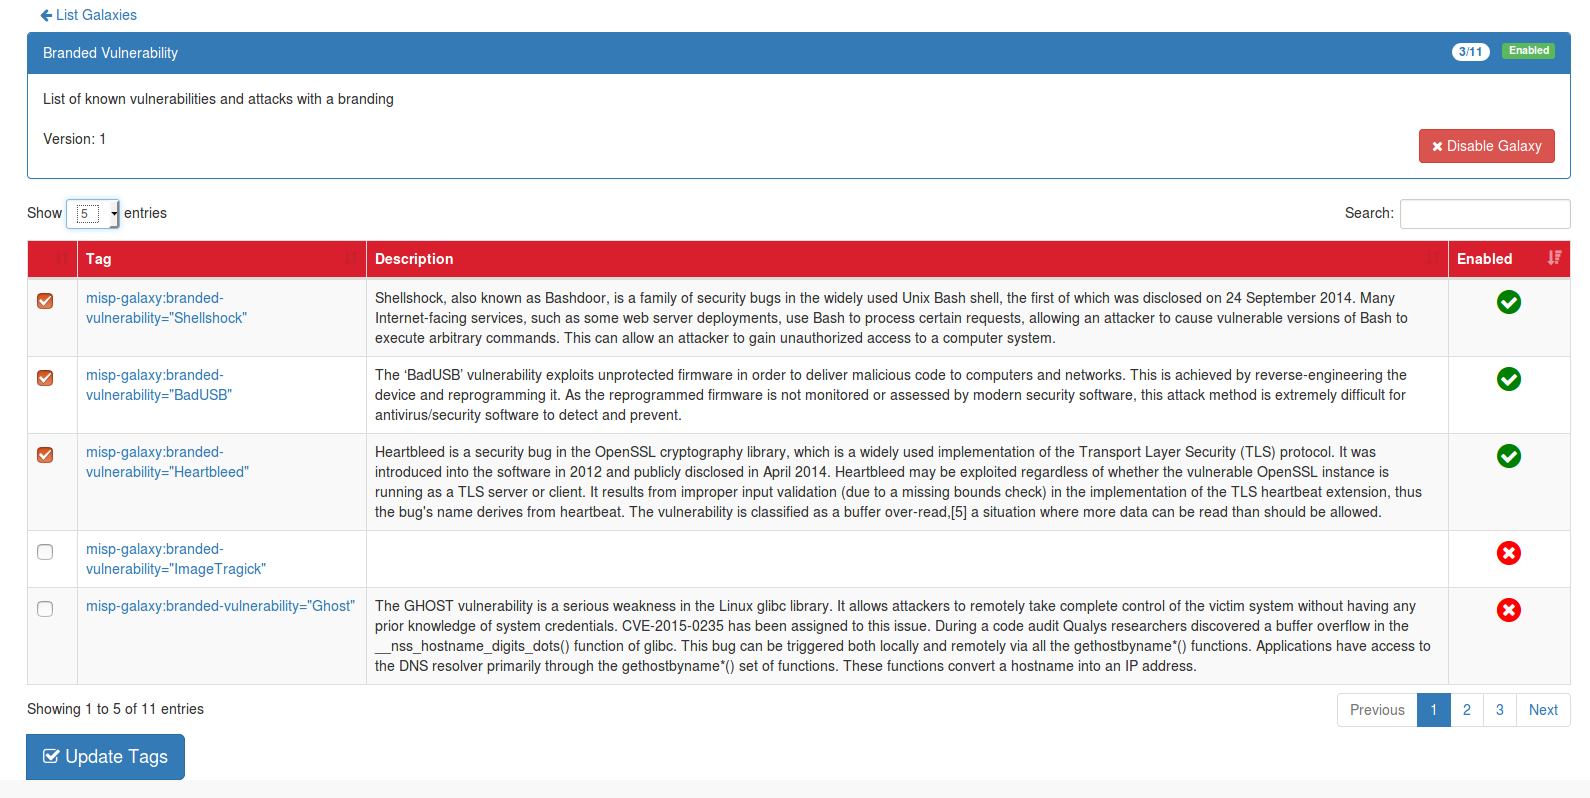 List Galaxies
Branded Vulnerability
3/11
Enabled
List of known vulnerabilities and attacks with a branding
Version: 1
Disable Galaxy
Show 5 entries
Search:
Tag
Description
Enabled
misp-galaxy:branded-
vulnerability="Shellshock"
Shellshock, also known as Bashdoor, is a family of security bugs in the widely used Unix Bash shell, the first of which was disclosed on 24 September 2014. Many
Internet-facing services, such as some web server deployments, use Bash to process certain requests, allowing an attacker to cause vulnerable versions of Bash to
execute arbitrary commands. This can allow an attacker to gain unauthorized access to a computer system.
misp-galaxy:branded-
vulnerability="BadUSB"
The ‘BadUSB’ vulnerability exploits unprotected firmware in order to deliver malicious code to computers and networks. This is achieved by reverse-engineering the
device and reprogramming it. As the reprogrammed firmware is not monitored or assessed by modern security software, this attack method is extremely difficult for
antivirus/security software to detect and prevent.
misp-galaxy:branded-
vulnerability="Heartbleed"
Heartbleed is a security bug in the OpenSSL cryptography library, which is a widely used implementation of the Transport Layer Security (TLS) protocol. It was
introduced into the software in 2012 and publicly disclosed in April 2014. Heartbleed may be exploited regardless of whether the vulnerable OpenSSL instance is
running as a TLS server or client. It results from improper input validation (due to a missing bounds check) in the implementation of the TLS heartbeat extension, thus
the bug's name derives from heartbeat. The vulnerability is classified as a buffer over-read,[5] a situation where more data can be read than should be allowed.
misp-galaxy:branded-
vulnerability="ImageTragick"
misp-galaxy:branded-vulnerability="Ghost"
The GHOST vulnerability is a serious weakness in the Linux glibc library. It allows attackers to remotely take complete control of the victim system without having any
prior knowledge of system credentials. CVE-2015-0235 has been assigned to this issue. During a code audit Qualys researchers discovered a buffer overflow in the
__nss_hostname_digits_dots() function of glibc. This bug can be triggered both locally and remotely via all the gethostbyname*() functions. Applications have access to
the DNS resolver primarily through the gethostbyname*() set of functions. These functions convert a hostname into an IP address.
Showing 1 to 5 of 11 entries
Previous 1 2 3 Next
Update Tags